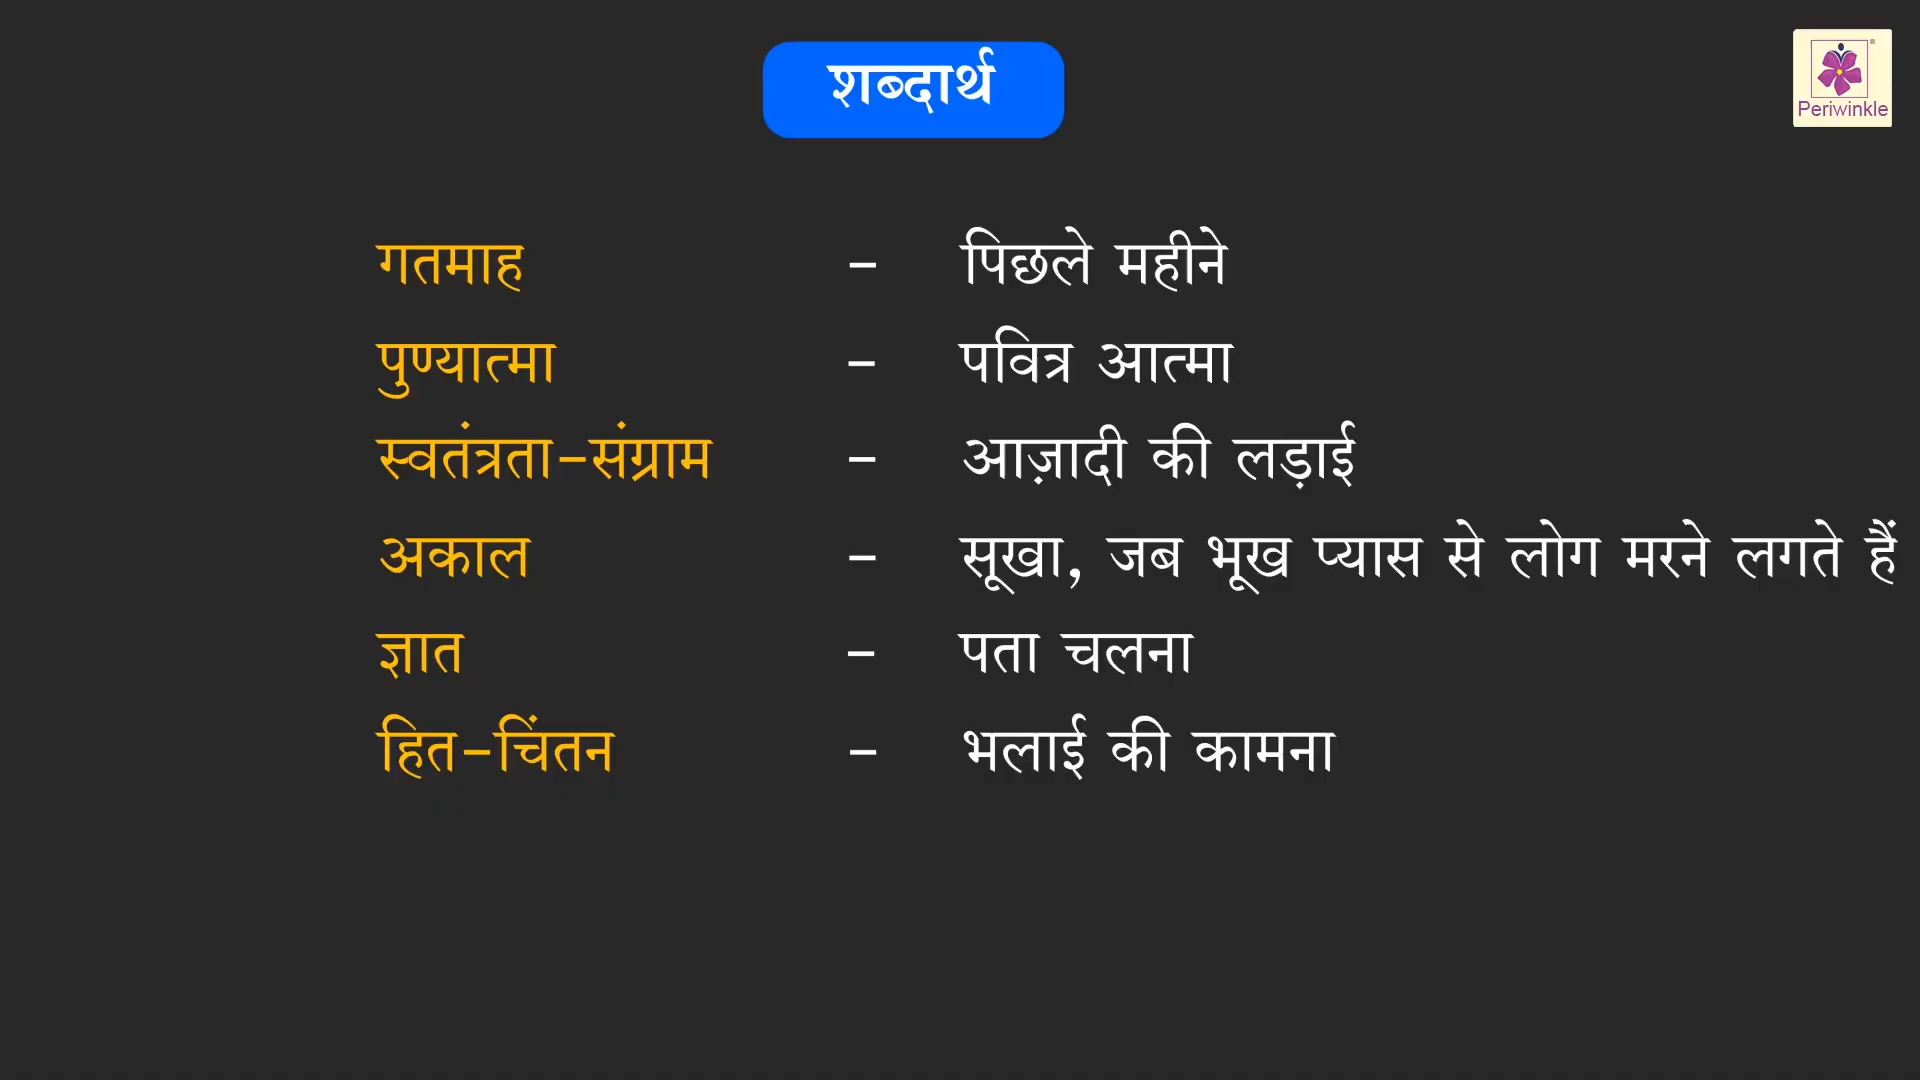 शब्दार्थ
Periwinkle
गतमाह - पिछले महीने
पुण्यात्मा - पवित्र आत्मा
स्वतंत्रता-संग्राम - आज़ादी की लड़ाई
अकाल - सूखा, जब भूख प्यास से लोग मरने लगते हैं
ज्ञात - पता चलना
हित-चिंतन - भलाई की कामना